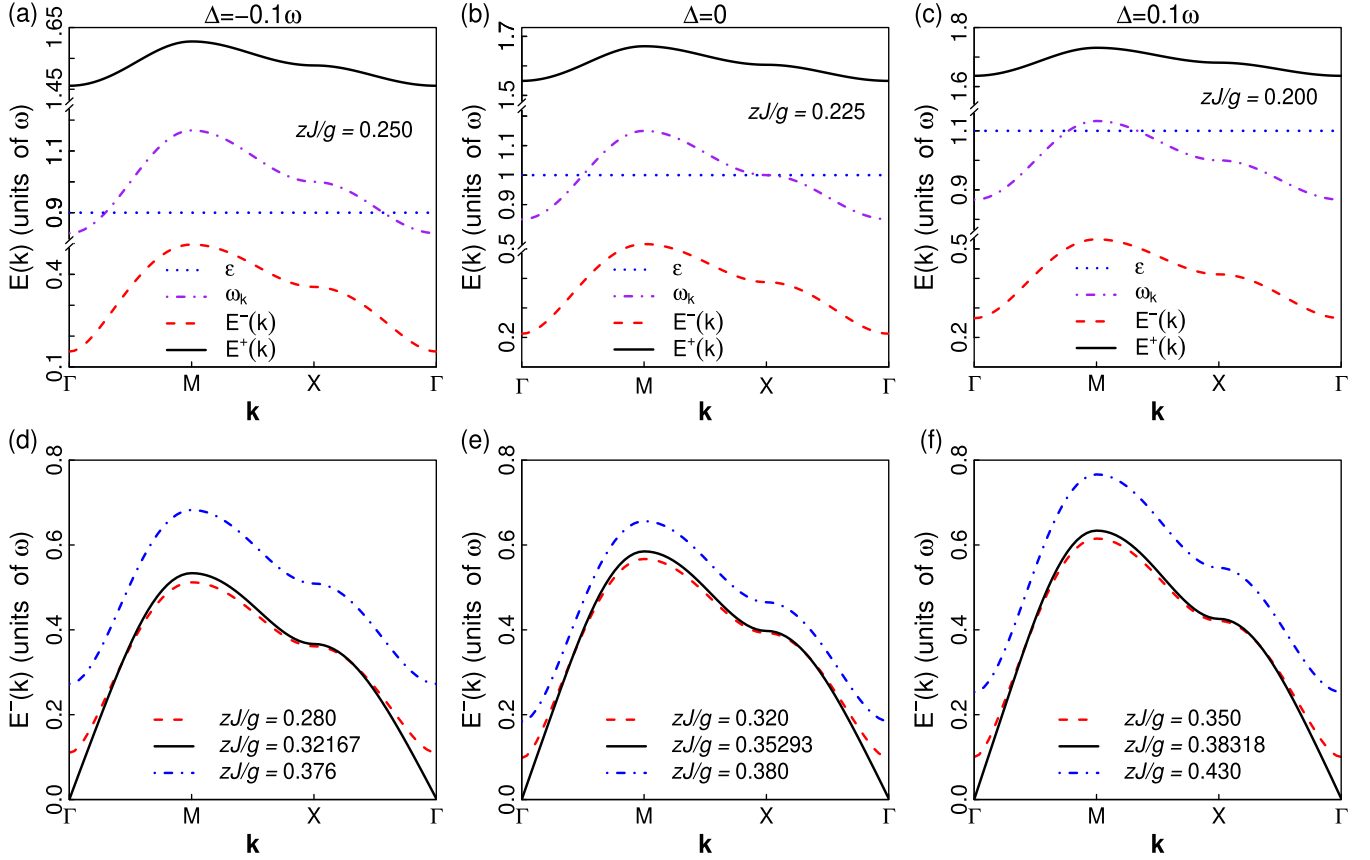 (a) Δ=−0.1ω
E(k) (units of ω)
0.1 0.4 0.9 1.1 1.45 1.65
zJ/g = 0.250
ε
ωk
E−(k)
E+(k)
Γ M X Γ
k
(b) Δ=0
E(k) (units of ω)
0.2 0.5 0.9 1.1 1.5 1.7
zJ/g = 0.225
ε
ωk
E−(k)
E+(k)
Γ M X Γ
k
(c) Δ=0.1ω
E(k) (units of ω)
0.2 0.5 0.9 1.1 1.6 1.8
zJ/g = 0.200
ε
ωk
E−(k)
E+(k)
Γ M X Γ
k
(d)
E−(k) (units of ω)
0.0 0.2 0.4 0.6 0.8
zJ/g = 0.280
zJ/g = 0.32167
zJ/g = 0.376
Γ M X Γ
k
(e)
E−(k) (units of ω)
0.0 0.2 0.4 0.6 0.8
zJ/g = 0.320
zJ/g = 0.35293
zJ/g = 0.380
Γ M X Γ
k
(f)
E−(k) (units of ω)
0.0 0.2 0.4 0.6 0.8
zJ/g = 0.350
zJ/g = 0.38318
zJ/g = 0.430
Γ M X Γ
k